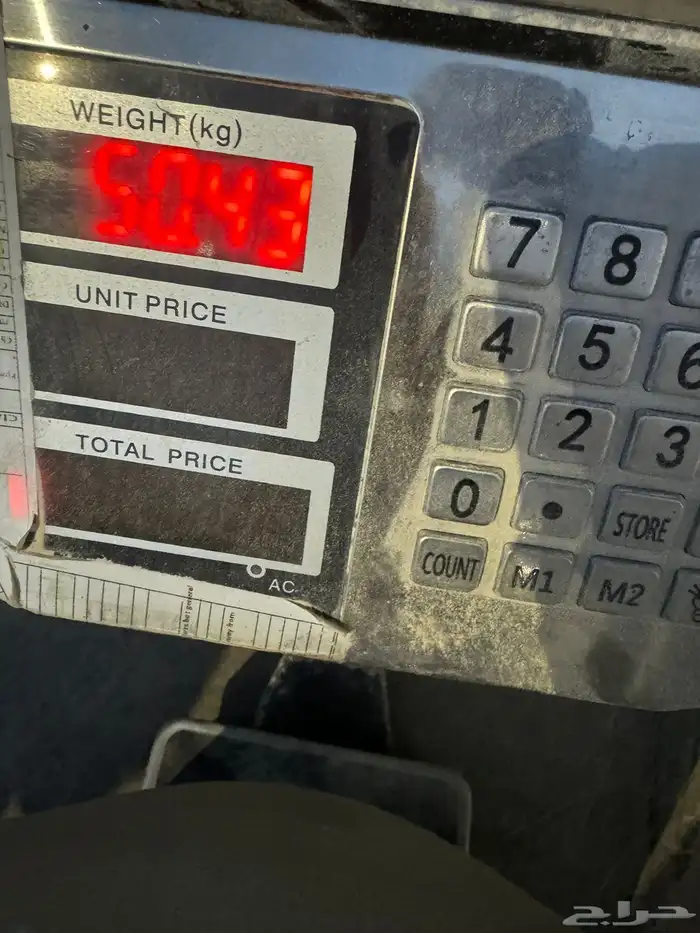 WEIGHT (kg)
50.43
UNIT PRICE
TOTAL PRICE
AC
7 8
4 5 6
1 2 3
0 . STORE
COUNT M1 M2
حراج